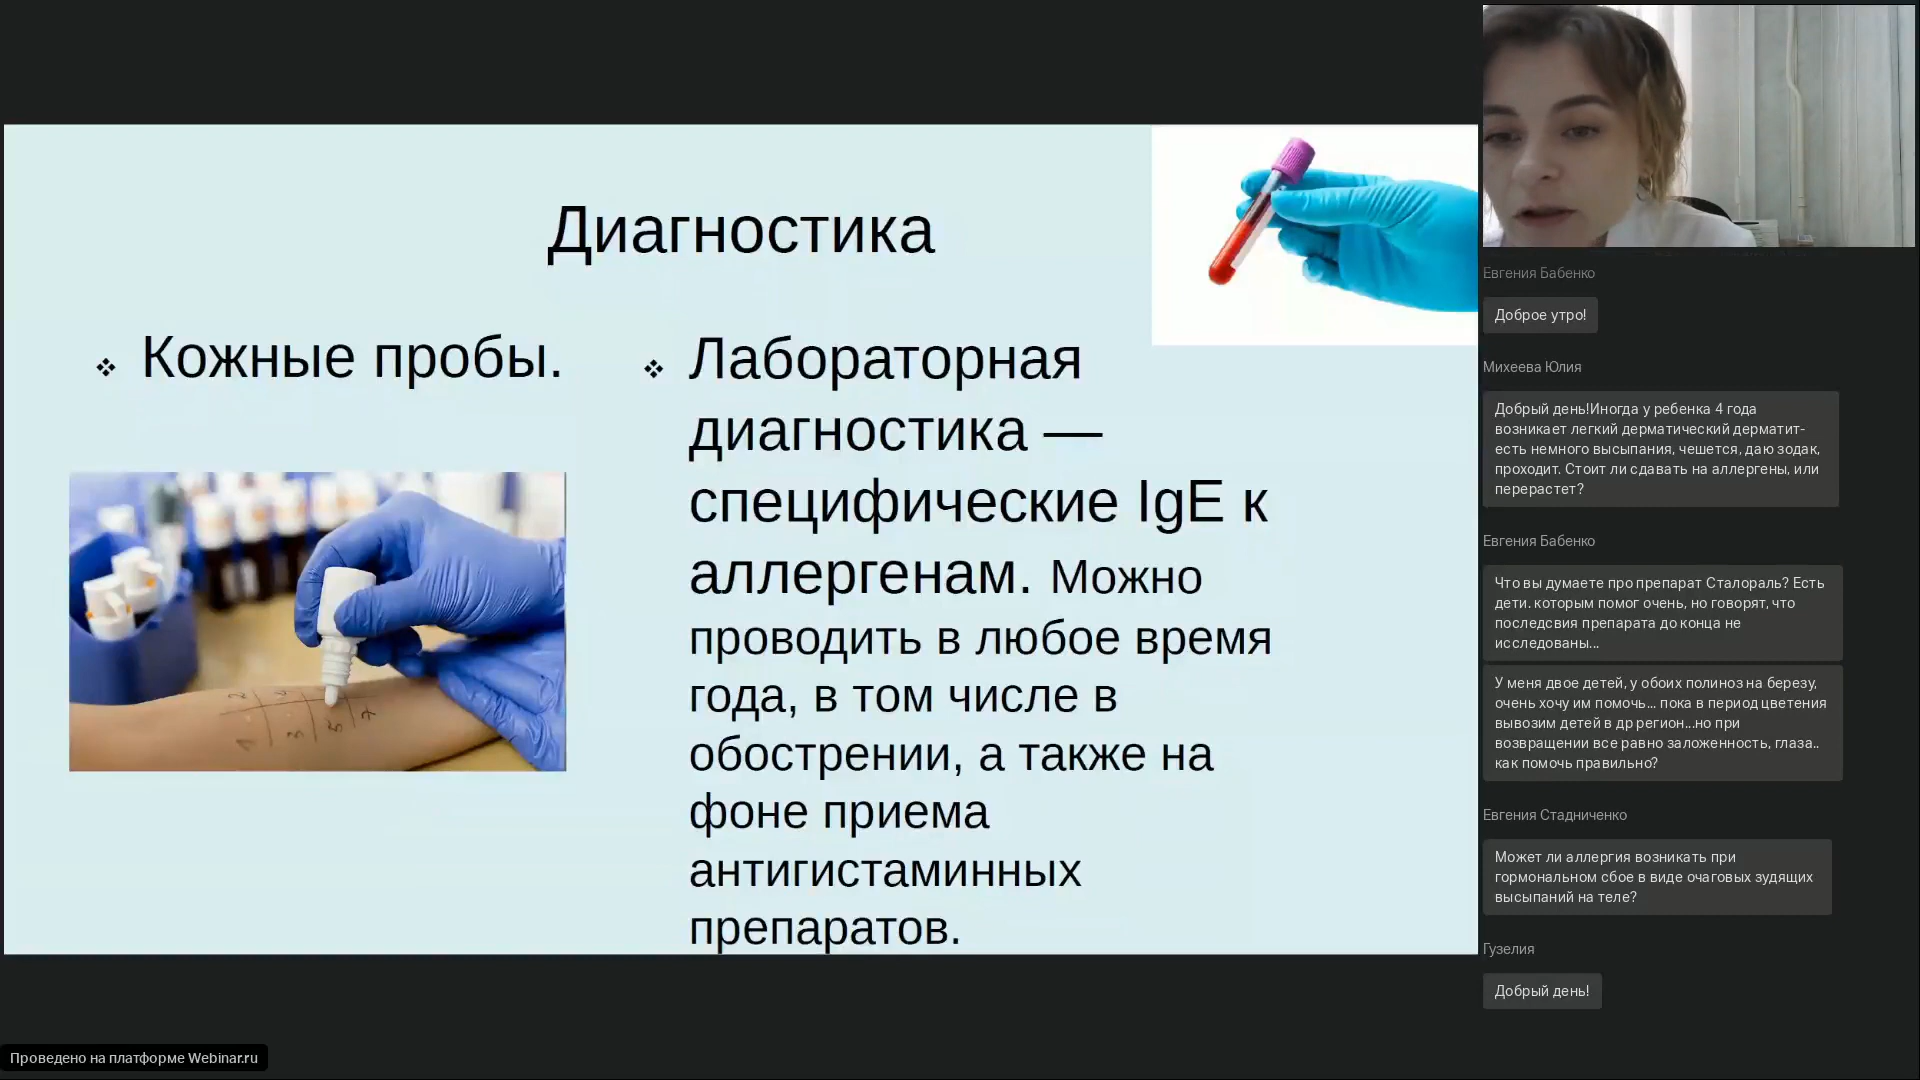 Диагностика
Кожные пробы.
Лабораторная
диагностика —
специфические IgE к
аллергенам. Можно
проводить в любое время
года, в том числе в
обострении, а также на
фоне приема
антигистаминных
препаратов.
Евгения Бабенко
Доброе утро!
Михеева Юлия
Добрый день!Иногда у ребенка 4 года
возникает легкий дерматический дерматит-
есть немного высыпания, чешется, даю зодак,
проходит. Стоит ли сдавать на аллергены, или
перерастет?
Евгения Бабенко
Что вы думаете про препарат Сталораль? Есть
дети. которым помог очень, но говорят, что
последсвия препарата до конца не
исследованы...
У меня двое детей, у обоих полиноз на березу,
очень хочу им помочь... пока в период цветения
вывозим детей в др регион...но при
возвращении все равно заложенность, глаза..
как помочь правильно?
Евгения Стадниченко
Может ли аллергия возникать при
гормональном сбое в виде очаговых зудящих
высыпаний на теле?
Гузелия
Добрый день!
Проведено на платформе Webinar.ru